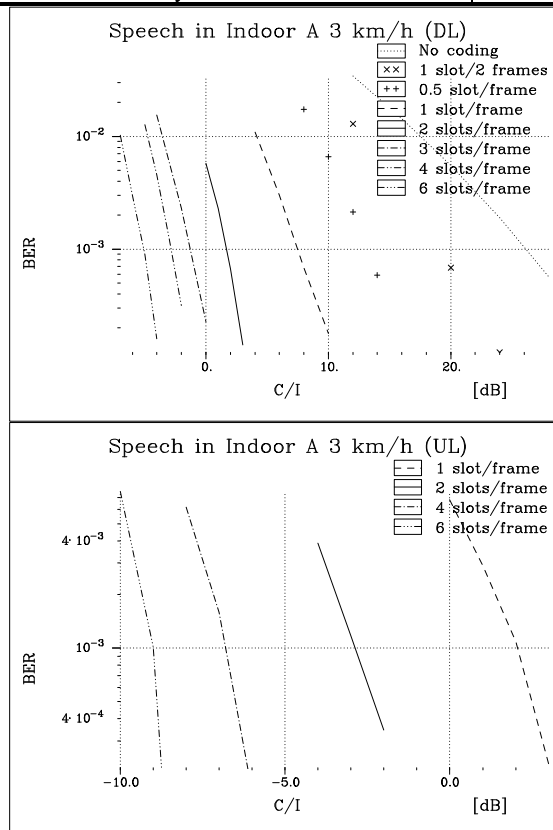 Speech in Indoor A 3 km/h (DL)
No coding
1 slot/2 frames
0.5 slot/frame
1 slot/frame
2 slots/frame
3 slots/frame
4 slots/frame
6 slots/frame
10⁻²
10⁻³
BER
0.
10.
20.
C/I
[dB]
Speech in Indoor A 3 km/h (UL)
1 slot/frame
2 slots/frame
4 slots/frame
6 slots/frame
4·10⁻³
10⁻³
4·10⁻⁴
BER
-10.0
-5.0
0.0
C/I
[dB]